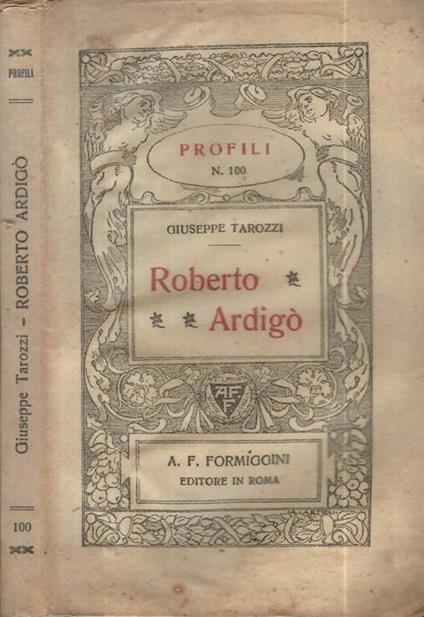 PROFILI
Giuseppe Tarozzi – ROBERTO ARDIGÒ
100
PROFILI
N. 100
GIUSEPPE TAROZZI
Roberto
Ardigò
AFF
A. F. FORMÍGGINI
EDITORE IN ROMA